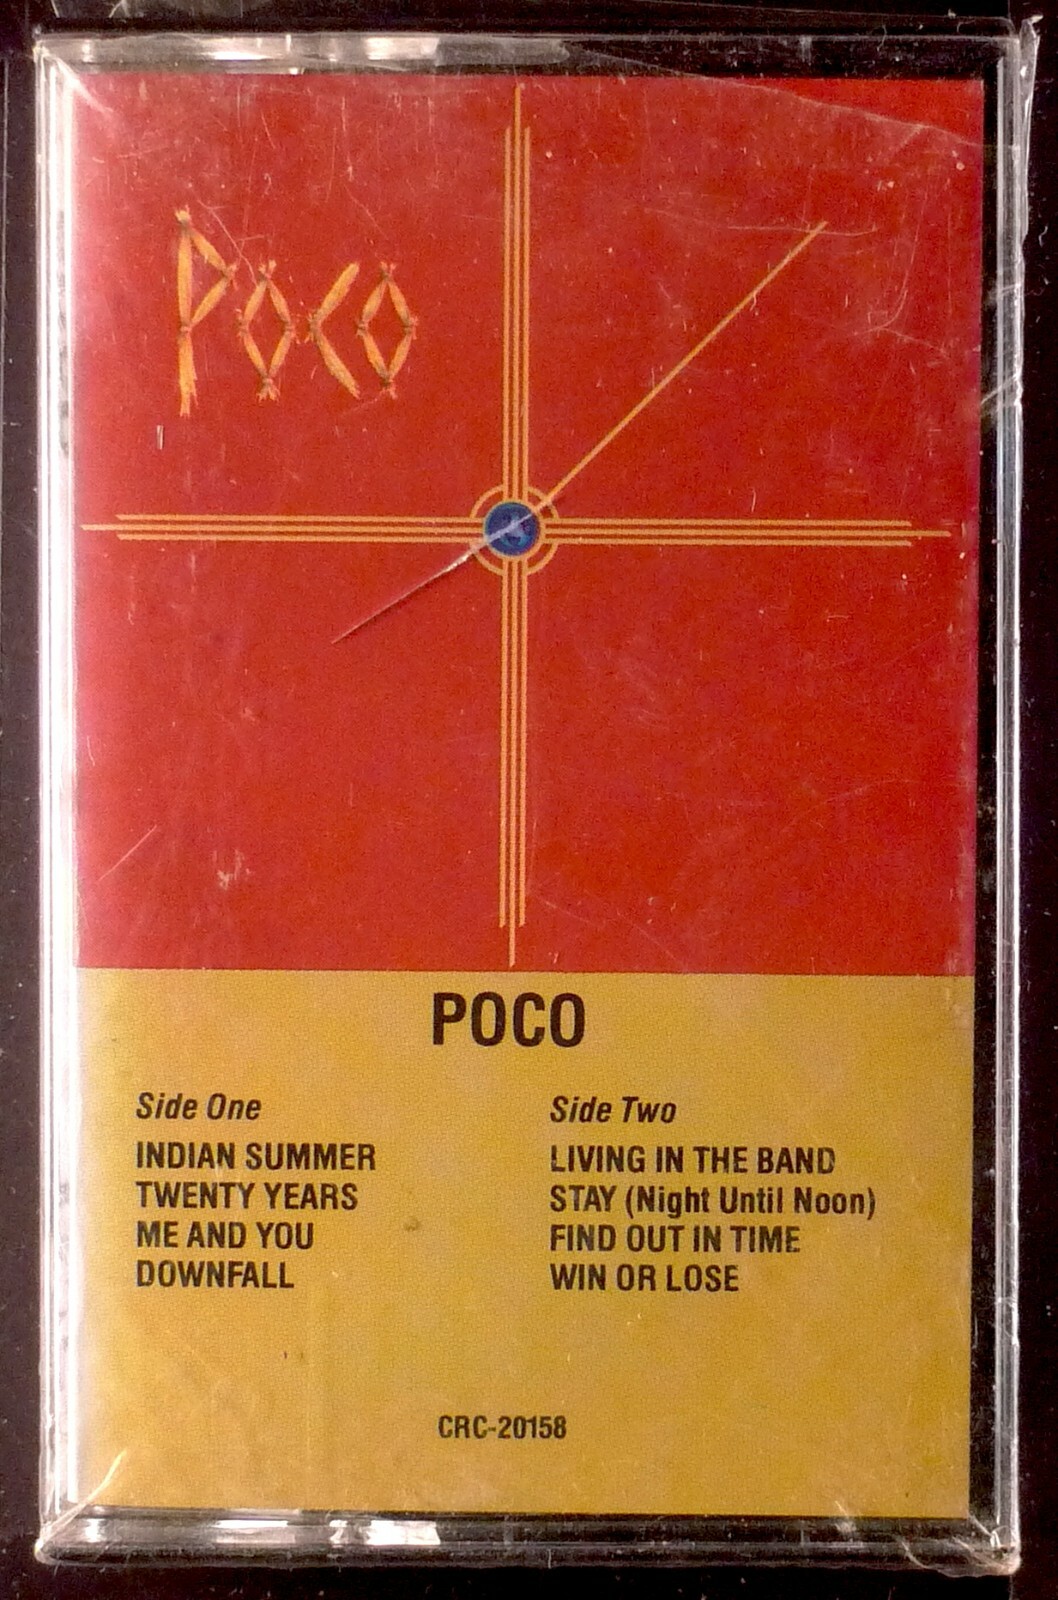 POCO
POCO
Side One
INDIAN SUMMER
TWENTY YEARS
ME AND YOU
DOWNFALL
Side Two
LIVING IN THE BAND
STAY (Night Until Noon)
FIND OUT IN TIME
WIN OR LOSE
CRC-20158